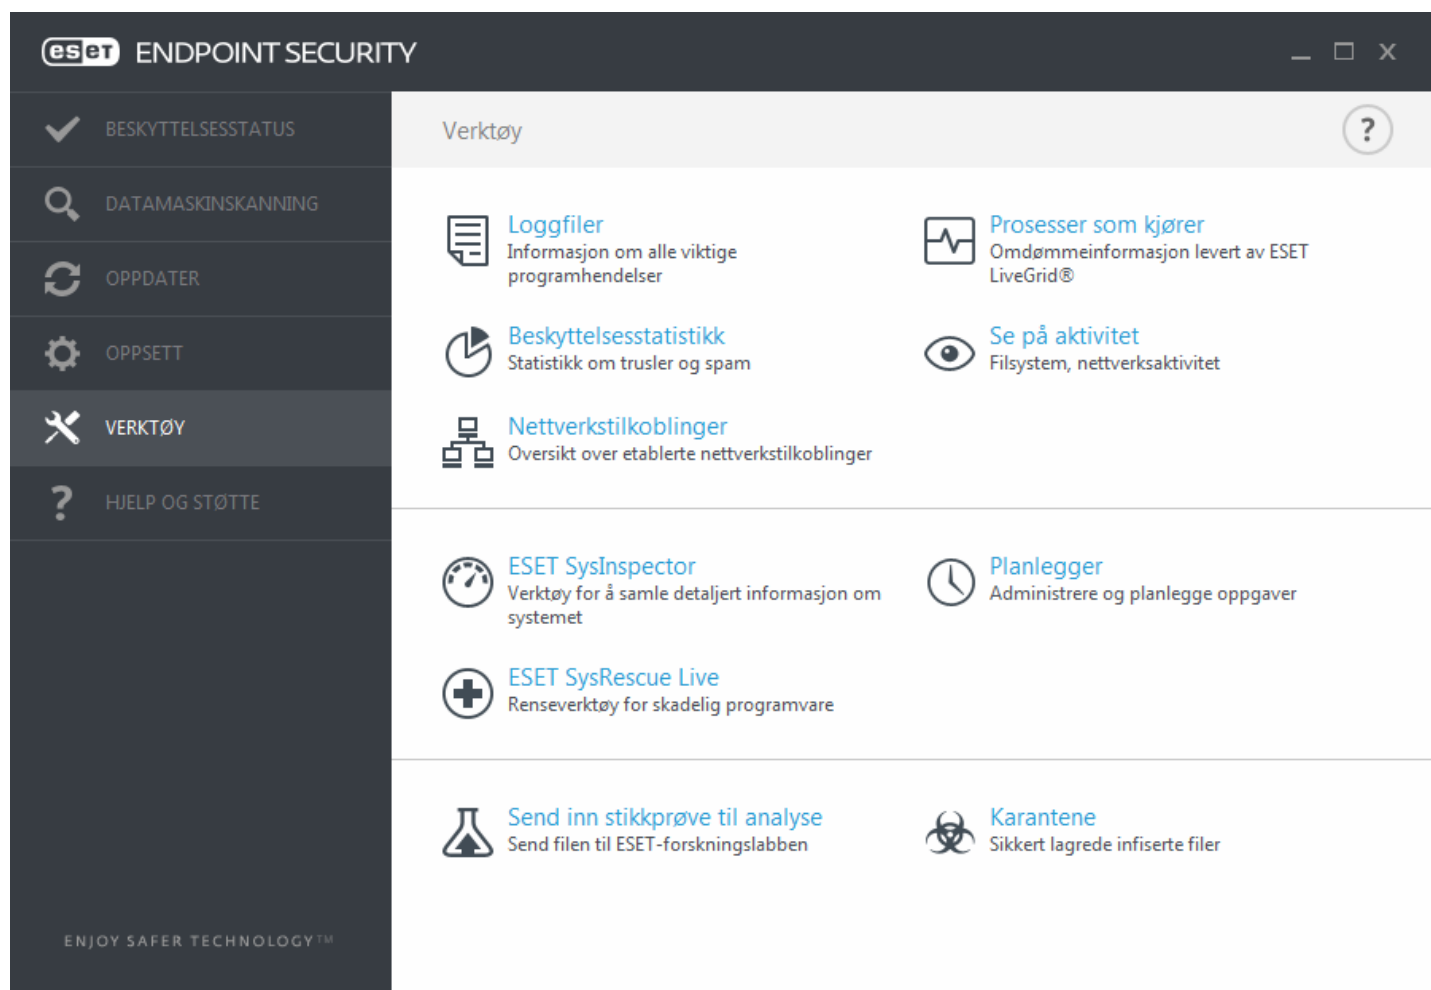 eset ENDPOINT SECURITY
BESKYTTELSESSTATUS
DATAMASKINSKANNING
OPPDATER
OPPSETT
VERKTØY
HJELP OG STØTTE
ENJOY SAFER TECHNOLOGY™
Verktøy
?
Loggfiler
Informasjon om alle viktige
programhendelser
Prosesser som kjører
Omdømmeinformasjon levert av ESET
LiveGrid®
Beskyttelsesstatistikk
Statistikk om trusler og spam
Se på aktivitet
Filsystem, nettverksaktivitet
Nettverkstilkoblinger
Oversikt over etablerte nettverkstilkoblinger
ESET SysInspector
Verktøy for å samle detaljert informasjon om
systemet
Planlegger
Administrere og planlegge oppgaver
ESET SysRescue Live
Renseverktøy for skadelig programvare
Send inn stikkprøve til analyse
Send filen til ESET-forskningslabben
Karantene
Sikkert lagrede infiserte filer